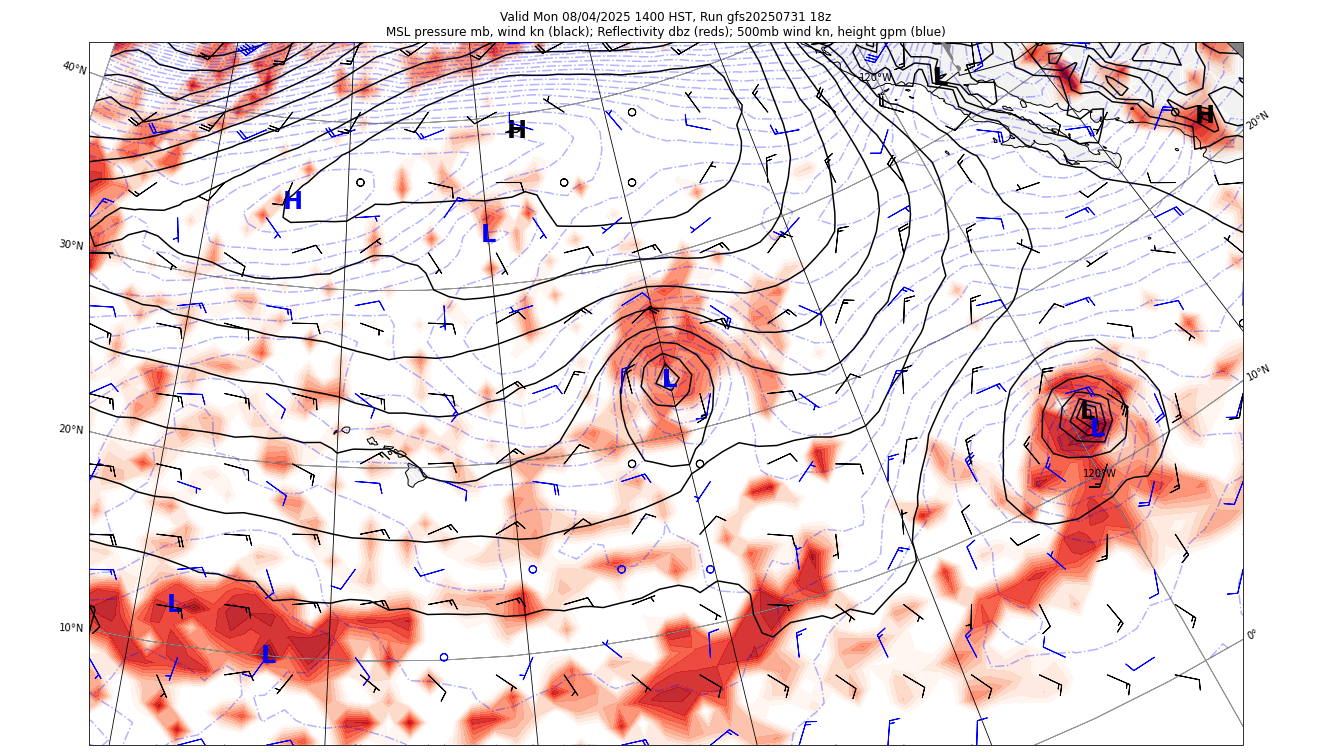 Valid Mon 08/04/2025 1400 HST, Run gfs20250731 18z
MSL pressure mb, wind kn (black); Reflectivity dbz (reds); 500mb wind kn, height gpm (blue)
40°N
120°W
L
20°N
H
H
H
L
30°N
L
10°N
L
L
20°N
120°W
L
10°N
L
0°